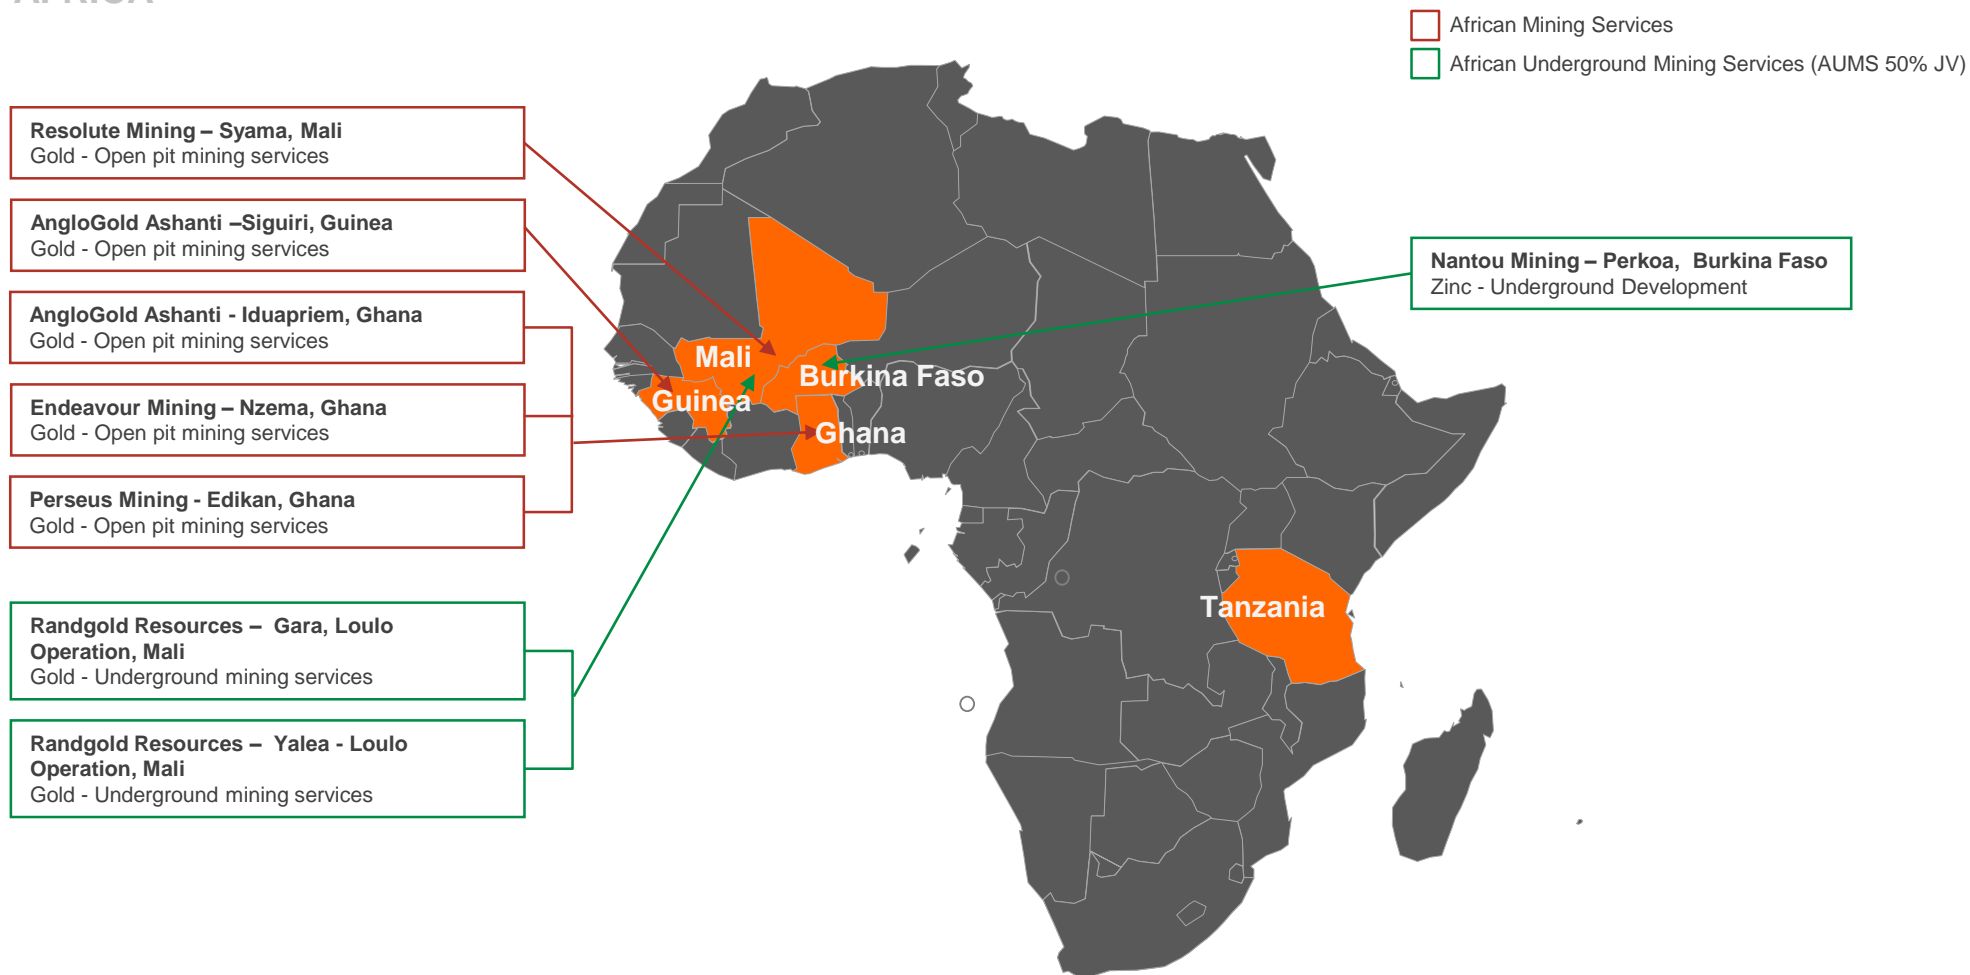 AFRICA
African Mining Services
African Underground Mining Services (AUMS 50% JV)
Resolute Mining – Syama, Mali
Gold - Open pit mining services
AngloGold Ashanti –Siguiri, Guinea
Gold - Open pit mining services
AngloGold Ashanti - Iduapriem, Ghana
Gold - Open pit mining services
Endeavour Mining – Nzema, Ghana
Gold - Open pit mining services
Perseus Mining - Edikan, Ghana
Gold - Open pit mining services
Randgold Resources – Gara, Loulo
Operation, Mali
Gold - Underground mining services
Randgold Resources – Yalea - Loulo
Operation, Mali
Gold - Underground mining services
Nantou Mining – Perkoa, Burkina Faso
Zinc - Underground Development
Mali
Burkina Faso
Guinea
Ghana
Tanzania